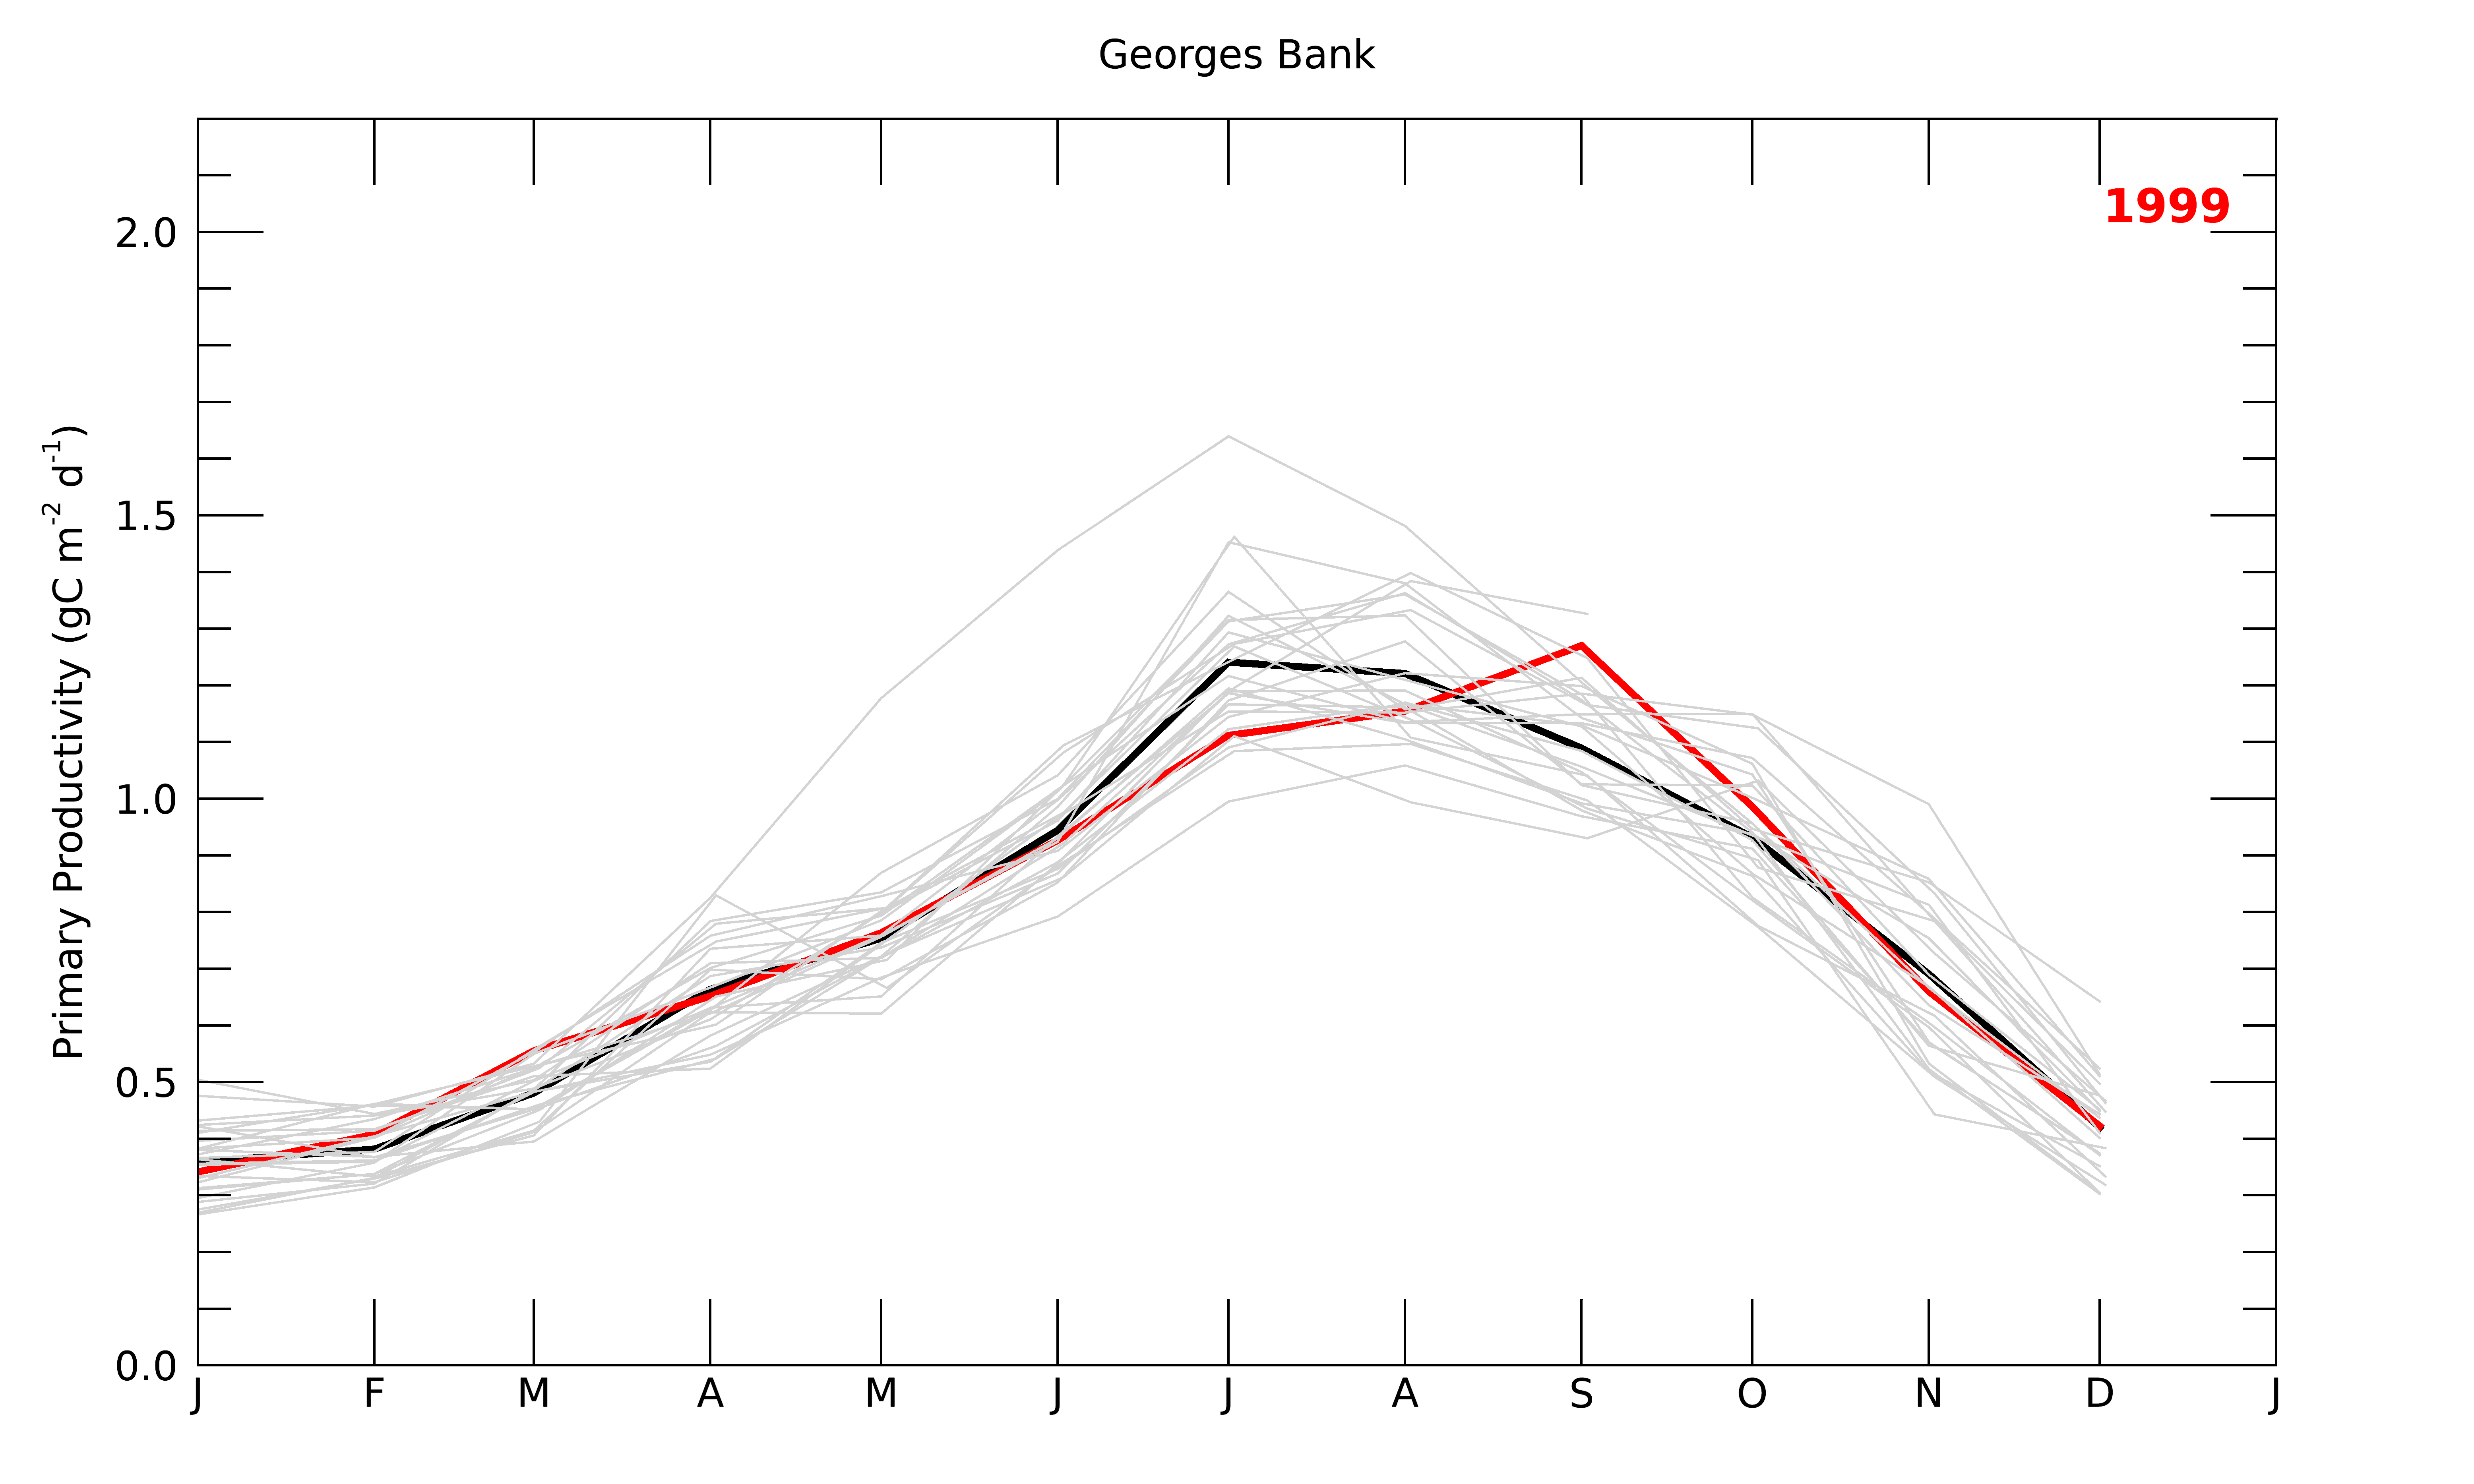 Georges Bank
1999
Primary Productivity (gC m-2 d-1)
2.0
1.5
1.0
0.5
0.0
J F M A M J J A S O N D J